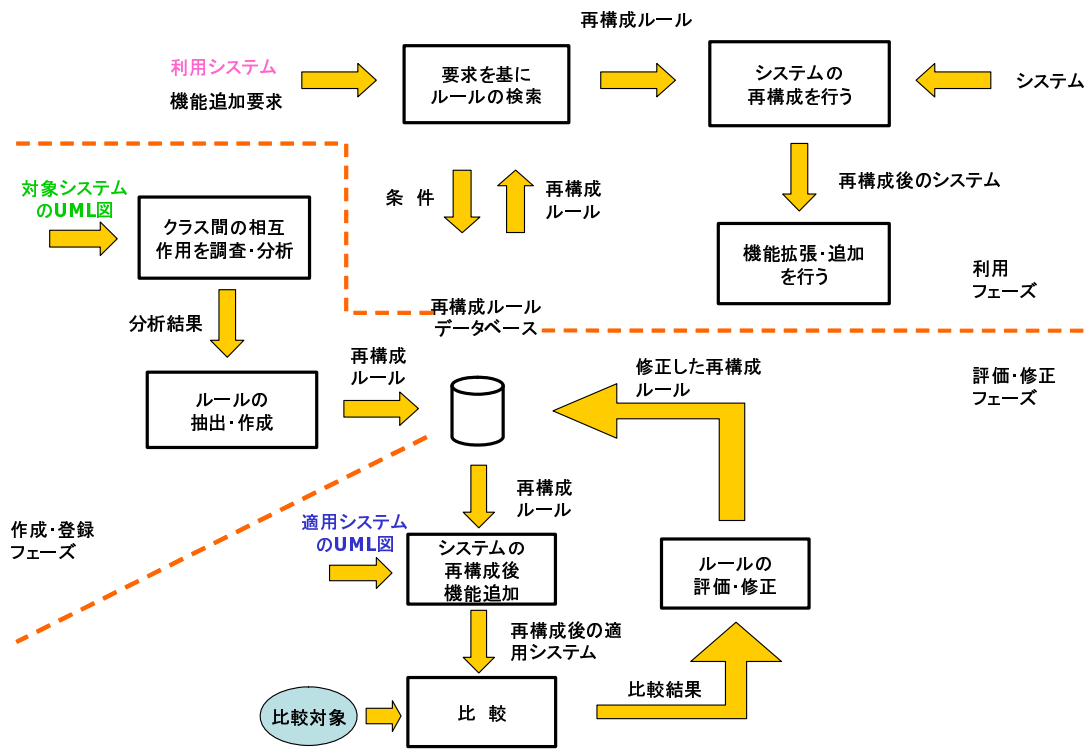 再構成ルール
利用システム
機能追加要求
要求を基に
ルールの検索
システムの
再構成を行う
システム
条 件
再構成
ルール
再構成後のシステム
機能拡張・追加
を行う
利用
フェーズ
対象システム
のUML図
クラス間の相互
作用を調査・分析
分析結果
ルールの
抽出・作成
再構成
ルール
再構成ルール
データベース
作成・登録
フェーズ
修正した再構成
ルール
評価・修正
フェーズ
再構成
ルール
適用システム
のUML図
システムの
再構成後
機能追加
ルールの
評価・修正
再構成後の適
用システム
比較対象
比 較
比較結果